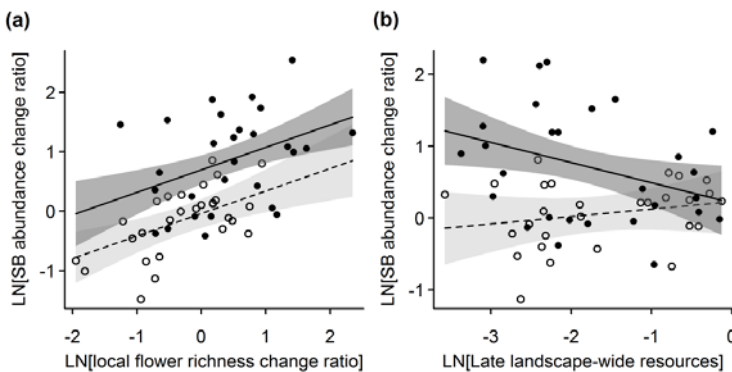 (a)
(b)
LN[SB abundance change ratio]
2
1
0
-1
-2 -1 0 1 2
LN[local flower richness change ratio]
LN[SB abundance change ratio]
2
1
0
-1
-3 -2 -1 0
LN[Late landscape-wide resources]